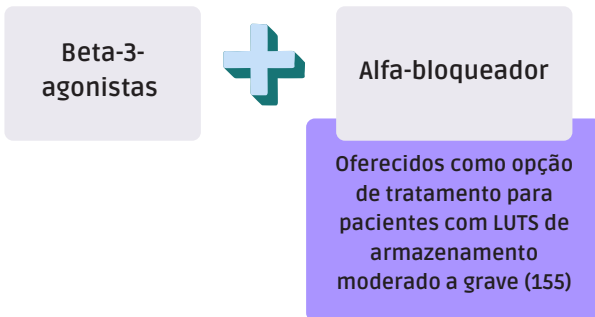 Beta-3-
agonistas
Alfa-bloqueador
Oferecidos como opção
de tratamento para
pacientes com LUTS de
armazenamento
moderado a grave (155)